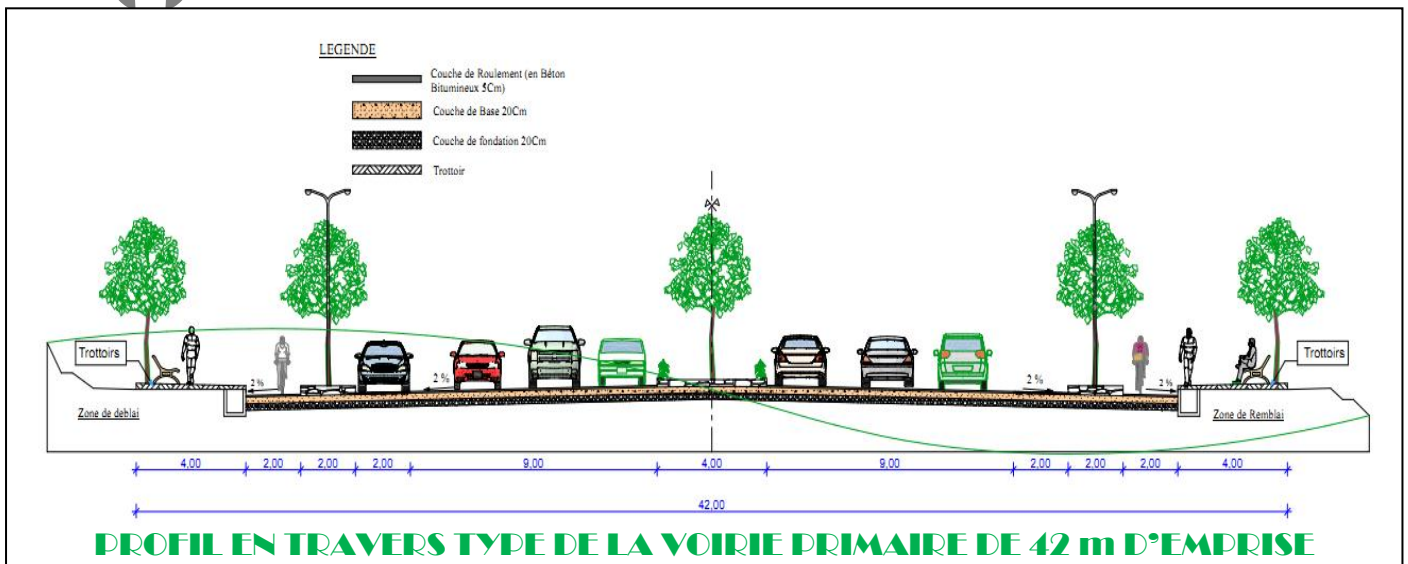 LEGENDE
Couche de Roulement (en Béton
Bitumineux 5Cm)
Couche de Base 20Cm
Couche de fondation 20Cm
Trottoir
Trottoirs
Trottoirs
2 %
2 %
2 %
2 %
Zone de deblai
Zone de Remblai
4,00 2,00 2,00 2,00 9,00 4,00 9,00 2,00 2,00 2,00 4,00
42,00
PROFIL EN TRAVERS TYPE DE LA VOIRIE PRIMAIRE DE 42 m D'EMPRISE